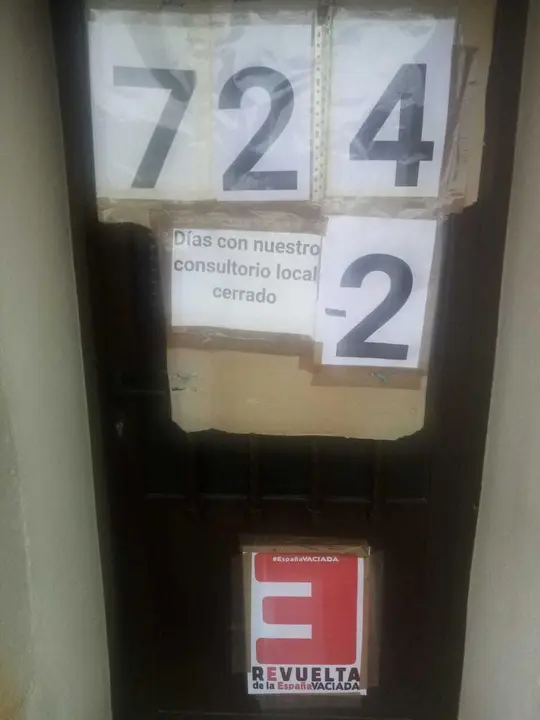 724
Días con nuestro
consultorio local
cerrado
-2
#EspañaVACIADA
REVUELTA
de la EspañaVACIADA